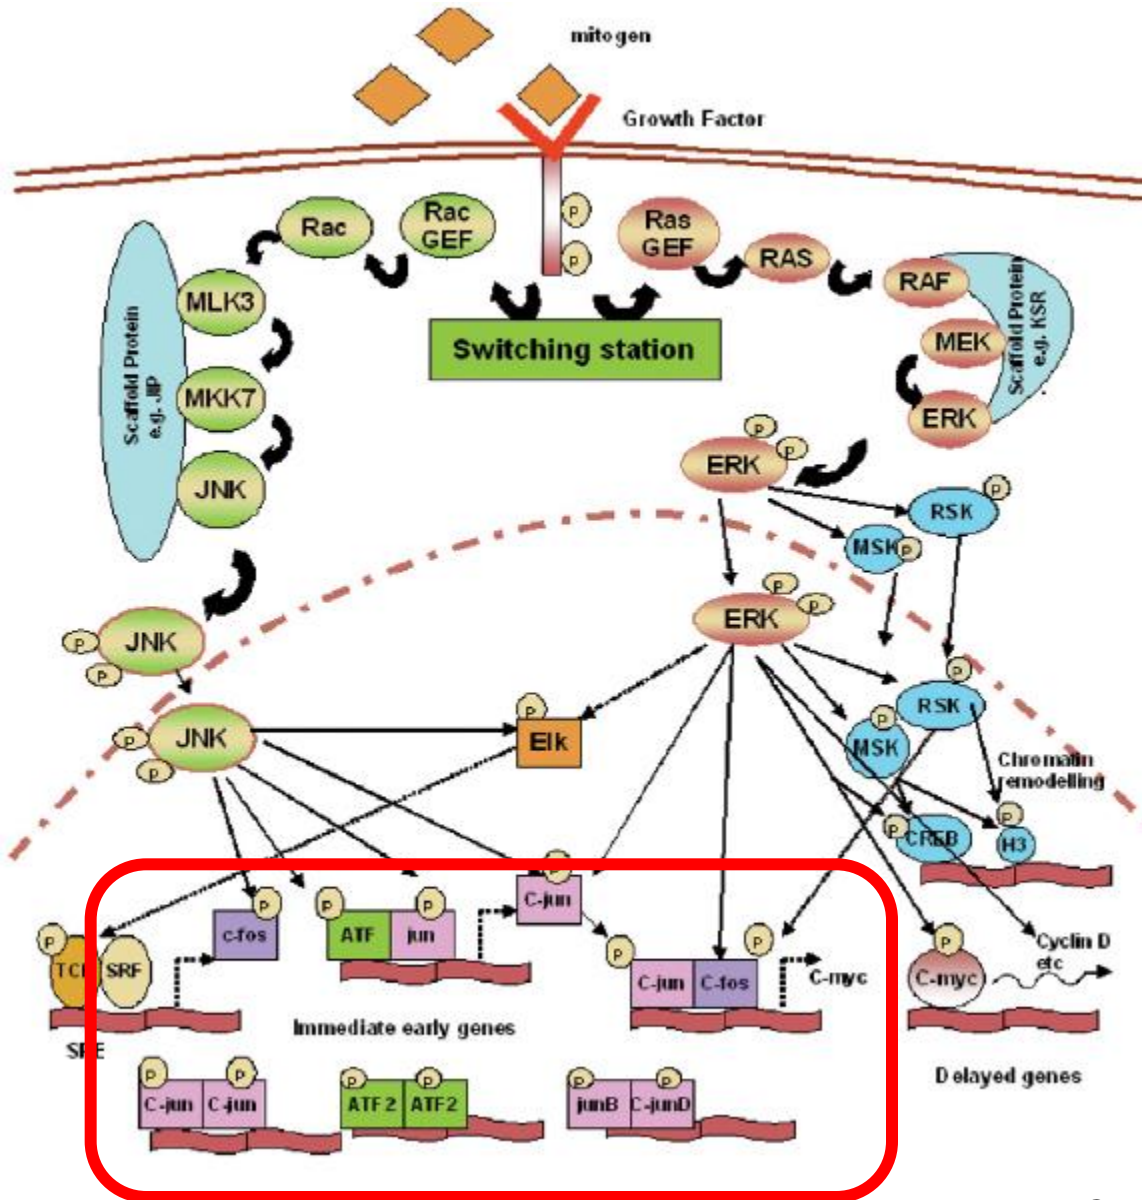 mitogen
Growth Factor
Rac
Rac
GEF
P
P
Ras
GEF
RAS
RAF
MEK
ERK
Scaffold Protein
e.g. KSR
MLK3
MKK7
JNK
Scaffold Protein
e.g. JIP
Switching station
ERK
P
P
RSK
P
MSK
P
JNK
P
P
ERK
P
P
JNK
P
P
Elk
P
RSK
P
MSK
P
Chromatin
remodelling
CREB
P
H3
P
TCF
P
SRF
c-fos
P
ATF
jun
P
P
C-jun
P
C-jun
C-fos
P
P
C-myc
C-myc
P
Cyclin D
etc
SRE
Immediate early genes
Delayed genes
C-jun
C-jun
P
P
ATF2
ATF2
P
P
junB
C-junD
P
P